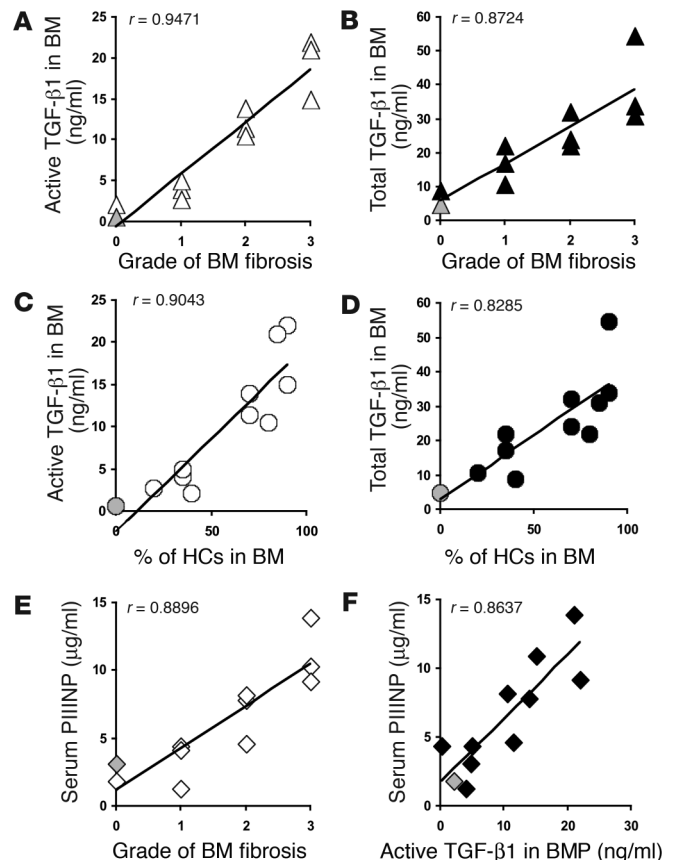 A
r = 0.9471
Active TGF-β1 in BM
(ng/ml)
25
20
15
10
5
0
0 1 2 3
Grade of BM fibrosis
B
r = 0.8724
Total TGF-β1 in BM
(ng/ml)
60
50
40
30
20
10
0
0 1 2 3
Grade of BM fibrosis
C
r = 0.9043
Active TGF-β1 in BM
(ng/ml)
25
20
15
10
5
0
0 50 100
% of HCs in BM
D
r = 0.8285
Total TGF-β1 in BM
(ng/ml)
60
50
40
30
20
10
0
0 50 100
% of HCs in BM
E
r = 0.8896
Serum PIIINP (μg/ml)
15
10
5
0
0 1 2 3
Grade of BM fibrosis
F
r = 0.8637
Serum PIIINP (μg/ml)
15
10
5
0
0 10 20 30
Active TGF-β1 in BMP (ng/ml)